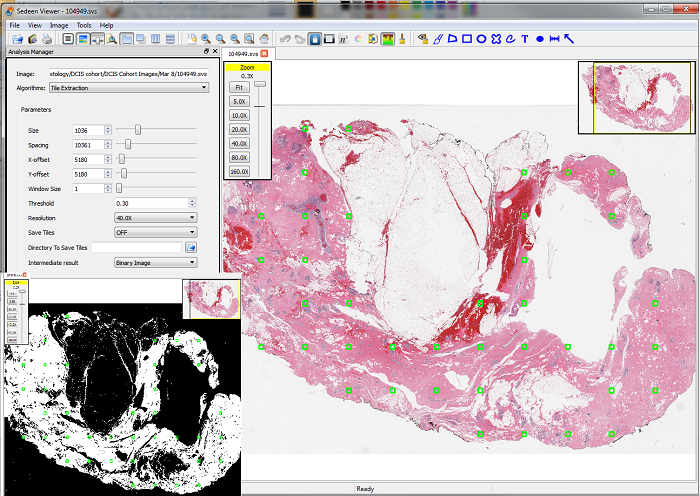 Sedeen Viewer - 104949.svs
File View Image Tools Help
Analysis Manager
Image: stology/DCIS cohort/DCIS Cohort Images/Mar 8/104949.svs
Algorithms: Tile Extraction
Parameters
Size 1036
Spacing 10361
X-offset 5180
Y-offset 5180
Window Size 1
Threshold 0.30
Resolution 40.0X
Save Tiles OFF
Directory To Save Tiles
Intermediate result Binary Image
104949.svs
Zoom
0.3X
Fit
5.0X
10.0X
20.0X
40.0X
80.0X
160.0X
Ready